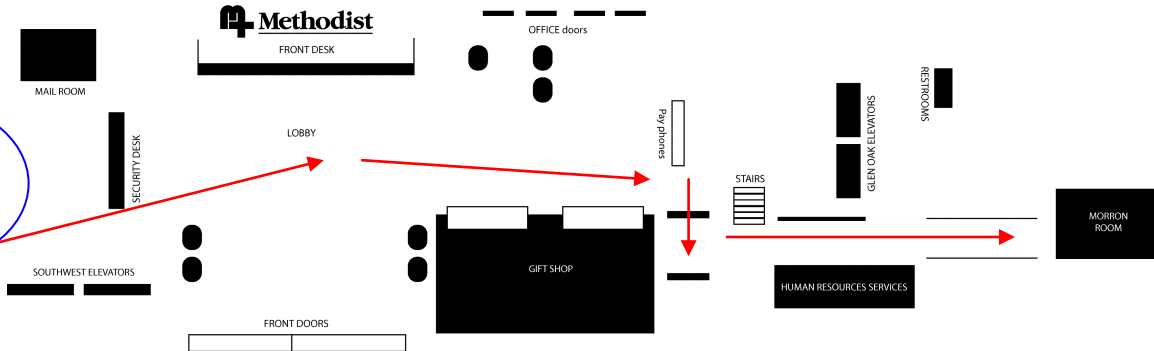 Methodist
FRONT DESK
OFFICE doors
MAIL ROOM
SECURITY DESK
LOBBY
Pay phones
GLEN OAK ELEVATORS
RESTROOMS
STAIRS
MORRON
ROOM
SOUTHWEST ELEVATORS
GIFT SHOP
HUMAN RESOURCES SERVICES
FRONT DOORS